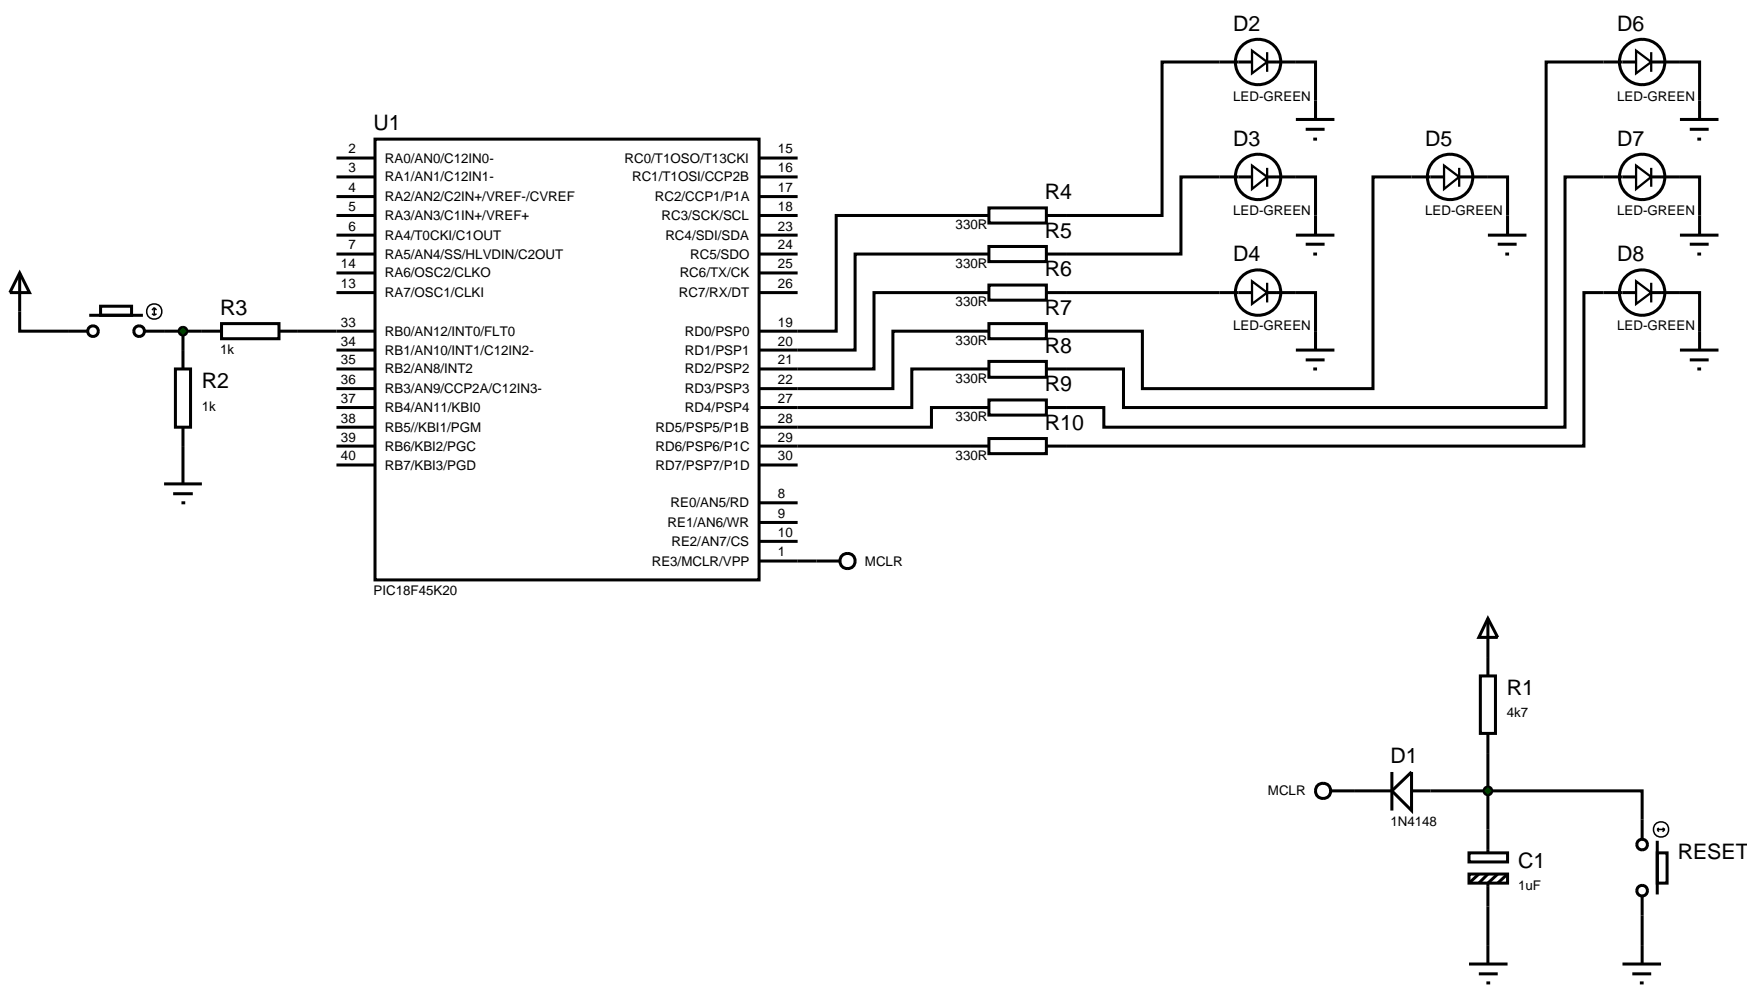 D2
LED-GREEN
D6
LED-GREEN
D3
LED-GREEN
D5
LED-GREEN
D7
LED-GREEN
D4
LED-GREEN
D8
LED-GREEN
U1
2 RA0/AN0/C12IN0-
3 RA1/AN1/C12IN1-
4 RA2/AN2/C2IN+/VREF-/CVREF
5 RA3/AN3/C1IN+/VREF+
6 RA4/T0CKI/C1OUT
7 RA5/AN4/SS/HLVDIN/C2OUT
14 RA6/OSC2/CLKO
13 RA7/OSC1/CLKI
33 RB0/AN12/INT0/FLT0
34 RB1/AN10/INT1/C12IN2-
35 RB2/AN8/INT2
36 RB3/AN9/CCP2A/C12IN3-
37 RB4/AN11/KBI0
38 RB5//KBI1/PGM
39 RB6/KBI2/PGC
40 RB7/KBI3/PGD
RC0/T1OSO/T13CKI 15
RC1/T1OSI/CCP2B 16
RC2/CCP1/P1A 17
RC3/SCK/SCL 18
RC4/SDI/SDA 23
RC5/SDO 24
RC6/TX/CK 25
RC7/RX/DT 26
RD0/PSP0 19
RD1/PSP1 20
RD2/PSP2 21
RD3/PSP3 22
RD4/PSP4 27
RD5/PSP5/P1B 28
RD6/PSP6/P1C 29
RD7/PSP7/P1D 30
RE0/AN5/RD 8
RE1/AN6/WR 9
RE2/AN7/CS 10
RE3/MCLR/VPP 1
MCLR
PIC18F45K20
R3
1k
R2
1k
R4
330R
R5
330R
R6
330R
R7
330R
R8
330R
R9
330R
R10
330R
R1
4k7
D1
1N4148
MCLR
C1
1uF
RESET